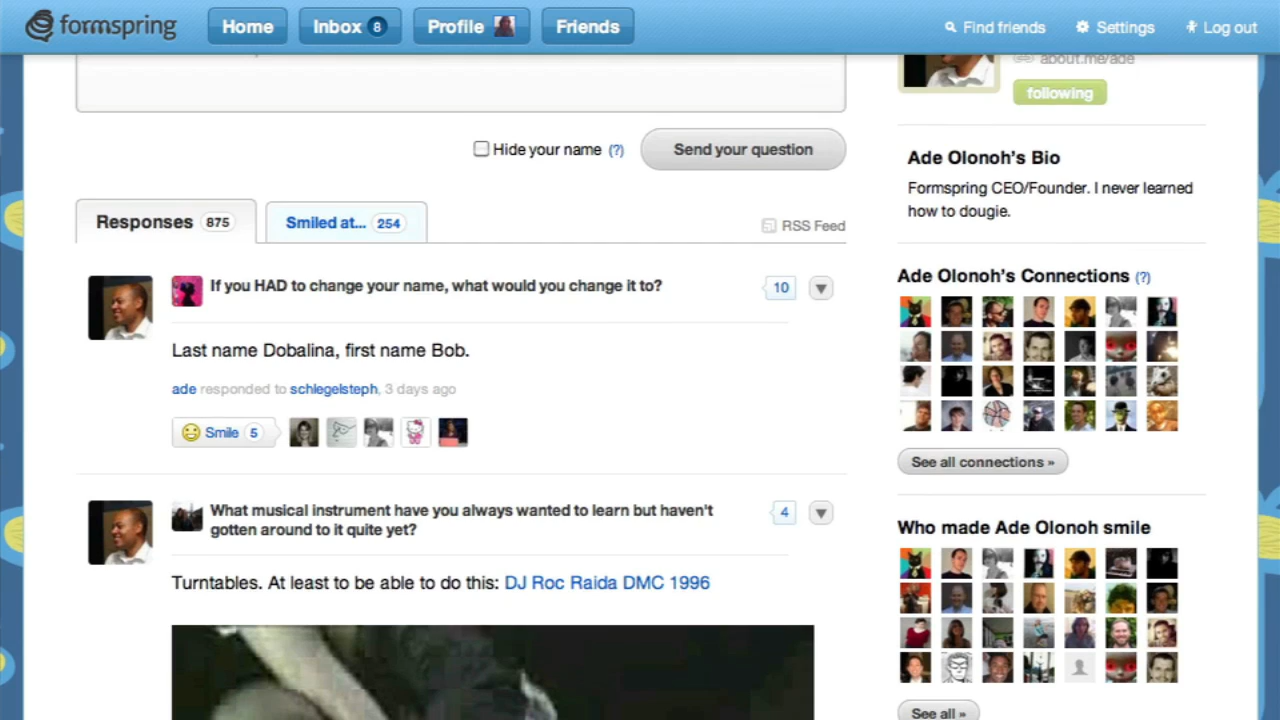 formspring
Home
Inbox 8
Profile
Friends
Find friends
Settings
Log out
about.me/ade
following
Hide your name (?)
Send your question
Ade Olonoh's Bio
Formspring CEO/Founder. I never learned
how to dougie.
Responses 875
Smiled at... 254
RSS Feed
If you HAD to change your name, what would you change it to?
10
Last name Dobalina, first name Bob.
ade responded to schlegelsteph, 3 days ago
Smile 5
Ade Olonoh's Connections (?)
See all connections »
What musical instrument have you always wanted to learn but haven't
gotten around to it quite yet?
4
Turntables. At least to be able to do this: DJ Roc Raida DMC 1996
Who made Ade Olonoh smile
See all »